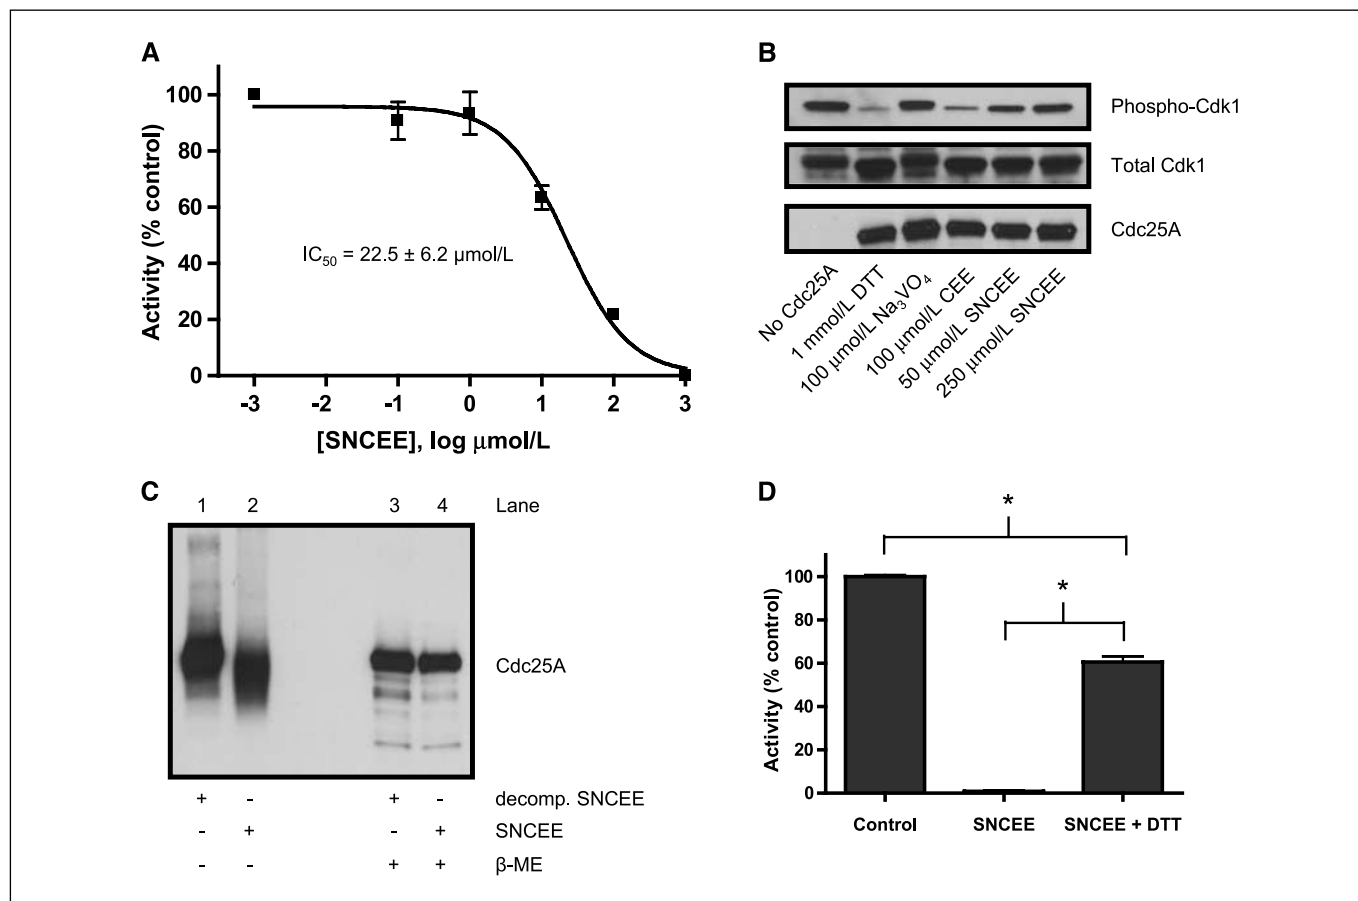 A
Activity (% control)
100
80
60
40
20
0
IC50 = 22.5 ± 6.2 µmol/L
-3 -2 -1 0 1 2 3
[SNCEE], log µmol/L
B
Phospho-Cdk1
Total Cdk1
Cdc25A
No Cdc25A
1 mmol/L DTT
100 µmol/L Na3VO4
100 µmol/L CEE
50 µmol/L SNCEE
250 µmol/L SNCEE
C
1 2 3 4 Lane
Cdc25A
+ - + - decomp. SNCEE
- + - + SNCEE
- - + + β-ME
D
*
*
Activity (% control)
100
80
60
40
20
0
Control SNCEE SNCEE + DTT